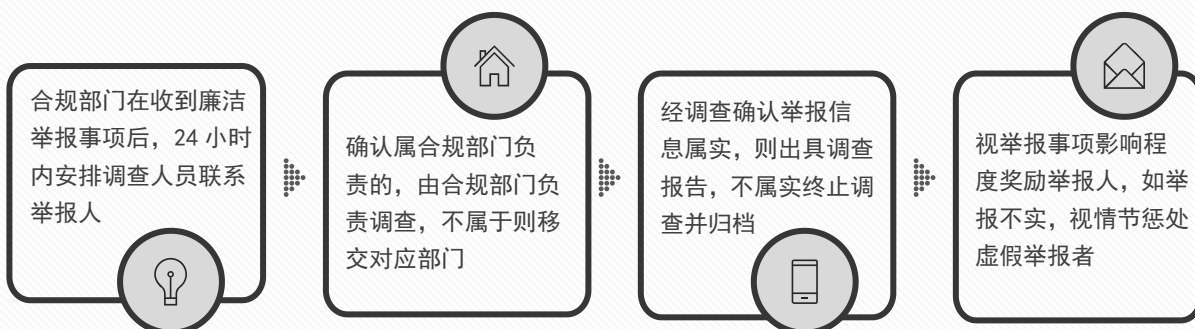 合规部门在收到廉洁
举报事项后，24 小时
内安排调查人员联系
举报人
确认属合规部门负
责的，由合规部门负
责调查，不属于则移
交对应部门
经调查确认举报信
息属实，则出具调查
报告，不属实终止调
查并归档
视举报事项影响程
度奖励举报人，如举
报不实，视情节惩处
虚假举报者